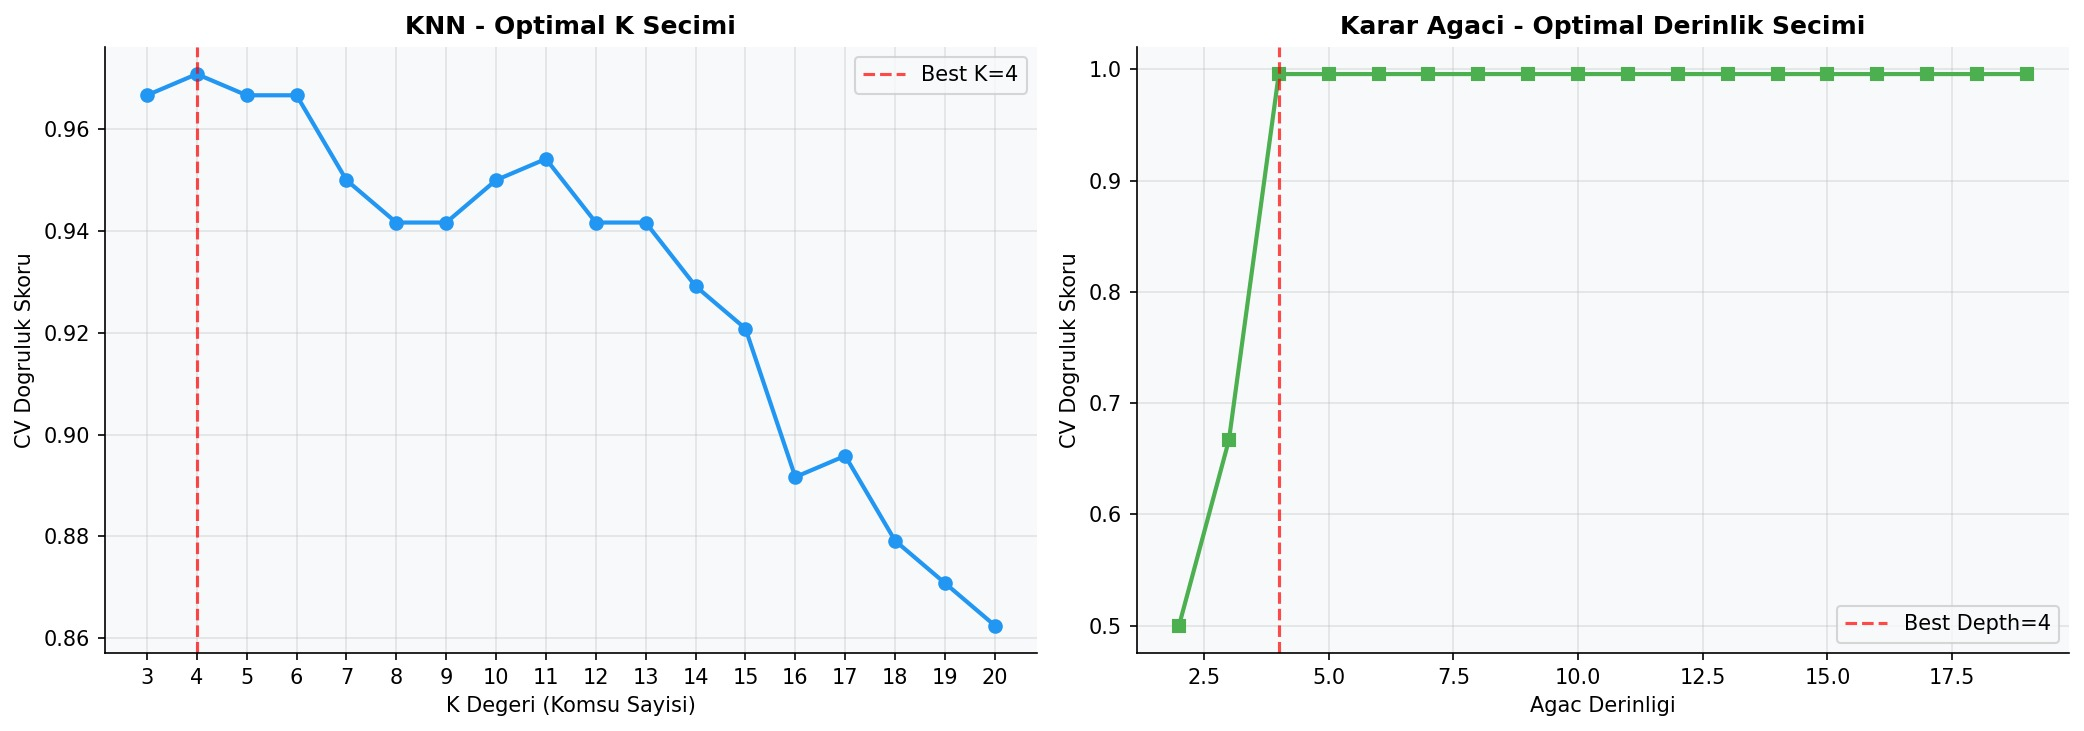 KNN - Optimal K Secimi
Best K=4
CV Dogruluk Skoru
0.96
0.94
0.92
0.90
0.88
0.86
3 4 5 6 7 8 9 10 11 12 13 14 15 16 17 18 19 20
K Degeri (Komsu Sayisi)
Karar Agaci - Optimal Derinlik Secimi
CV Dogruluk Skoru
1.0
0.9
0.8
0.7
0.6
0.5
Best Depth=4
2.5 5.0 7.5 10.0 12.5 15.0 17.5
Agac Derinligi